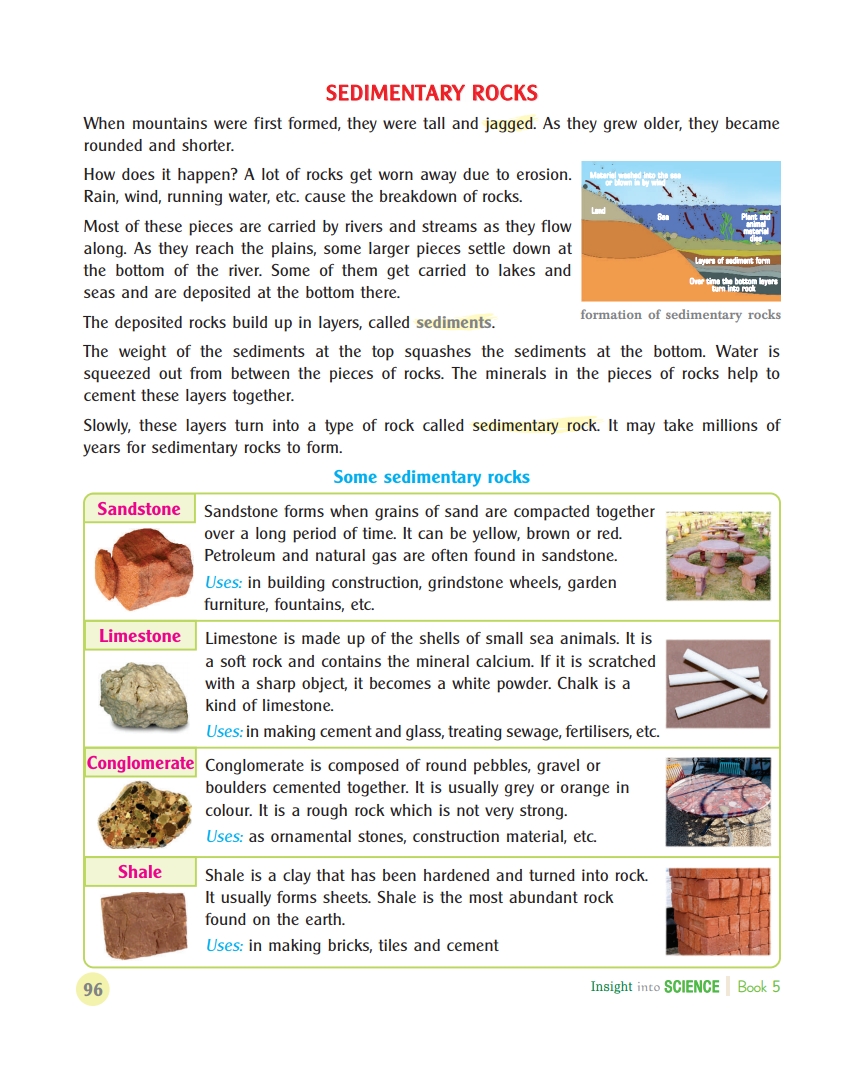 SEDIMENTARY ROCKS
When mountains were first formed, they were tall and jagged. As they grew older, they became
rounded and shorter.
How does it happen? A lot of rocks get worn away due to erosion.
Rain, wind, running water, etc. cause the breakdown of rocks.
Most of these pieces are carried by rivers and streams as they flow
along. As they reach the plains, some larger pieces settle down at
the bottom of the river. Some of them get carried to lakes and
seas and are deposited at the bottom there.
The deposited rocks build up in layers, called sediments.
Material washed into the sea
or blown in by wind
Land
Sea
Plant and
animal
material
dies
Layers of sediment form
Over time the bottom layers
turn into rock
formation of sedimentary rocks
The weight of the sediments at the top squashes the sediments at the bottom. Water is
squeezed out from between the pieces of rocks. The minerals in the pieces of rocks help to
cement these layers together.
Slowly, these layers turn into a type of rock called sedimentary rock. It may take millions of
years for sedimentary rocks to form.
Some sedimentary rocks
Sandstone
Sandstone forms when grains of sand are compacted together
over a long period of time. It can be yellow, brown or red.
Petroleum and natural gas are often found in sandstone.
Uses: in building construction, grindstone wheels, garden
furniture, fountains, etc.
Limestone
Limestone is made up of the shells of small sea animals. It is
a soft rock and contains the mineral calcium. If it is scratched
with a sharp object, it becomes a white powder. Chalk is a
kind of limestone.
Uses: in making cement and glass, treating sewage, fertilisers, etc.
Conglomerate
Conglomerate is composed of round pebbles, gravel or
boulders cemented together. It is usually grey or orange in
colour. It is a rough rock which is not very strong.
Uses: as ornamental stones, construction material, etc.
Shale
Shale is a clay that has been hardened and turned into rock.
It usually forms sheets. Shale is the most abundant rock
found on the earth.
Uses: in making bricks, tiles and cement
96
Insight into SCIENCE | Book 5